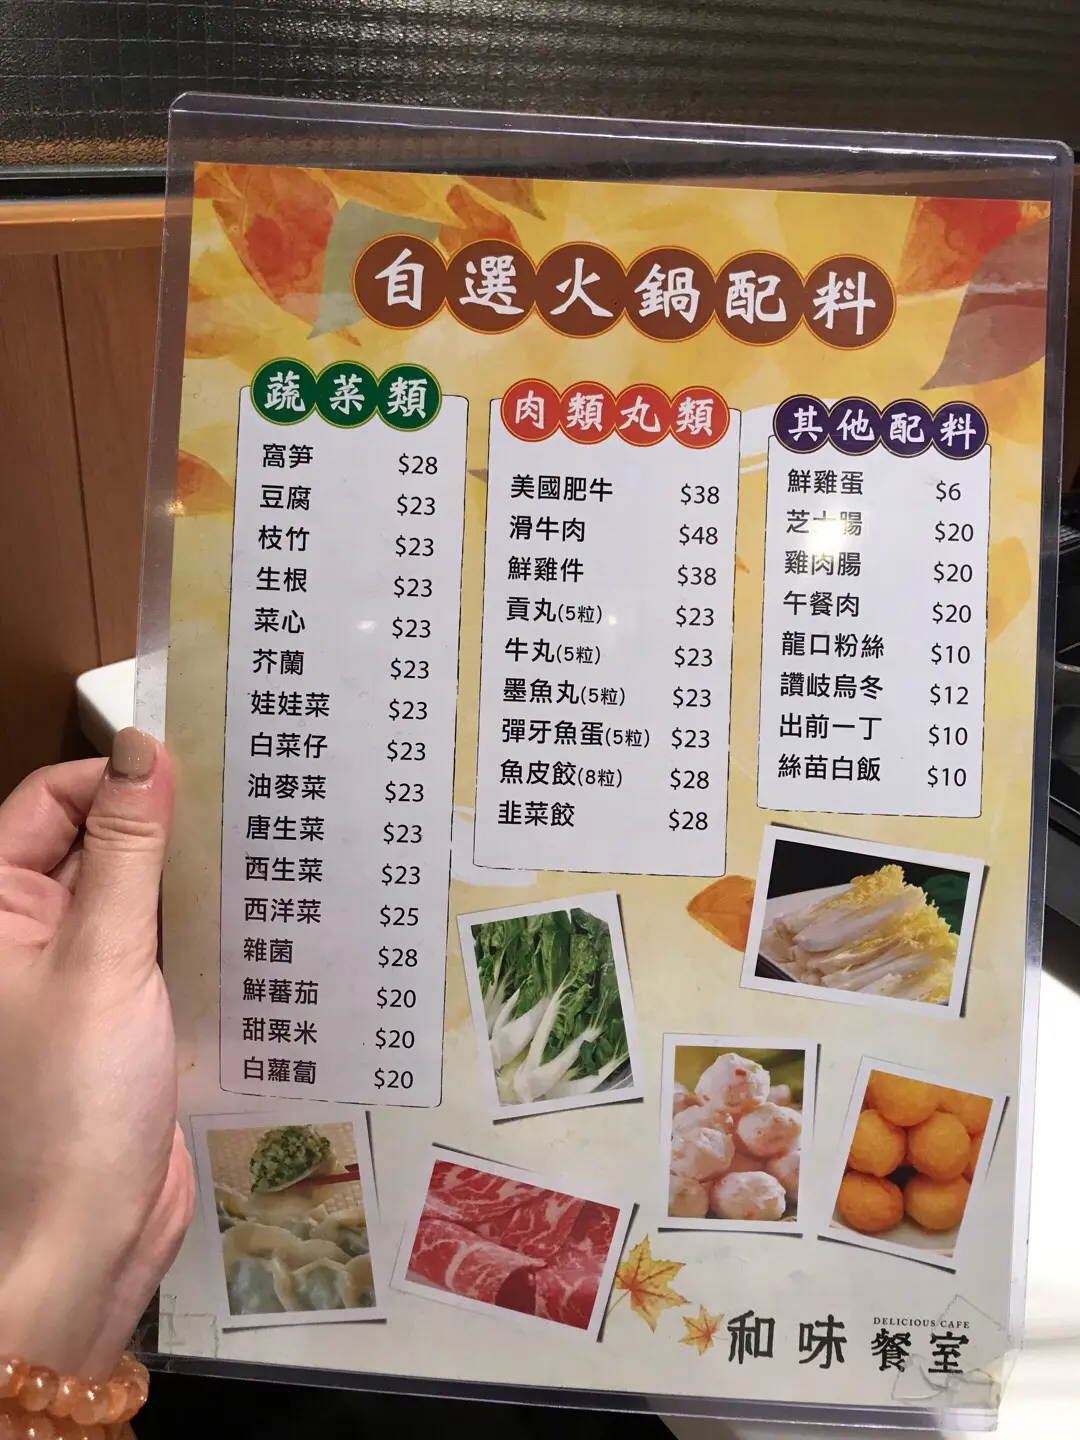 自選火鍋配料
蔬菜類
窩笋 $28
豆腐 $23
枝竹 $23
生根 $23
菜心 $23
芥蘭 $23
娃娃菜 $23
白菜仔 $23
油麥菜 $23
唐生菜 $23
西生菜 $23
西洋菜 $25
雜菌 $28
鮮蕃茄 $20
甜粟米 $20
白蘿蔔 $20
肉類丸類
美國肥牛 $38
滑牛肉 $48
鮮雞件 $38
貢丸(5粒) $23
牛丸(5粒) $23
墨魚丸(5粒) $23
彈牙魚蛋(5粒) $23
魚皮餃(8粒) $28
韭菜餃 $28
其他配料
鮮雞蛋 $6
芝士腸 $20
雞肉腸 $20
午餐肉 $20
龍口粉絲 $10
讚岐烏冬 $12
出前一丁 $10
絲苗白飯 $10
和味餐室
DELICIOUS CAFE